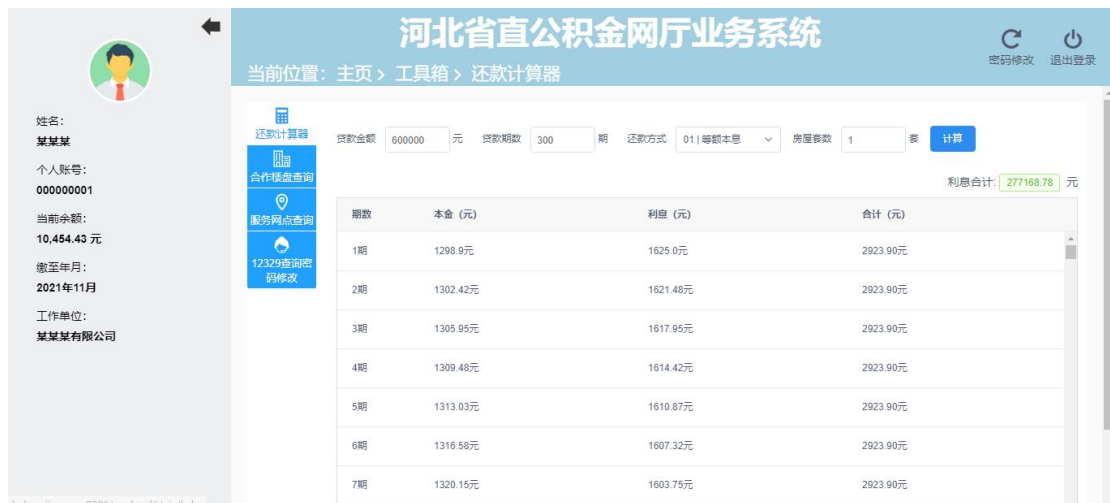 河北省直公积金网厅业务系统
密码修改 退出登录
当前位置：主页 > 工具箱 > 还款计算器
姓名：
某某某
个人账号：
000000001
当前余额：
10,454.43 元
缴至年月：
2021年11月
工作单位：
某某某有限公司
还款计算器
合作楼盘查询
服务网点查询
12329查询密
码修改
贷款金额 600000 元 贷款期数 300 期 还款方式 01 | 等额本息 房屋套数 1 套 计算
利息合计: 277168.78 元
期数 本金（元） 利息（元） 合计（元）
1期 1298.9元 1625.0元 2923.90元
2期 1302.42元 1621.48元 2923.90元
3期 1305.95元 1617.95元 2923.90元
4期 1309.48元 1614.42元 2923.90元
5期 1313.03元 1610.87元 2923.90元
6期 1316.58元 1607.32元 2923.90元
7期 1320.15元 1603.75元 2923.90元